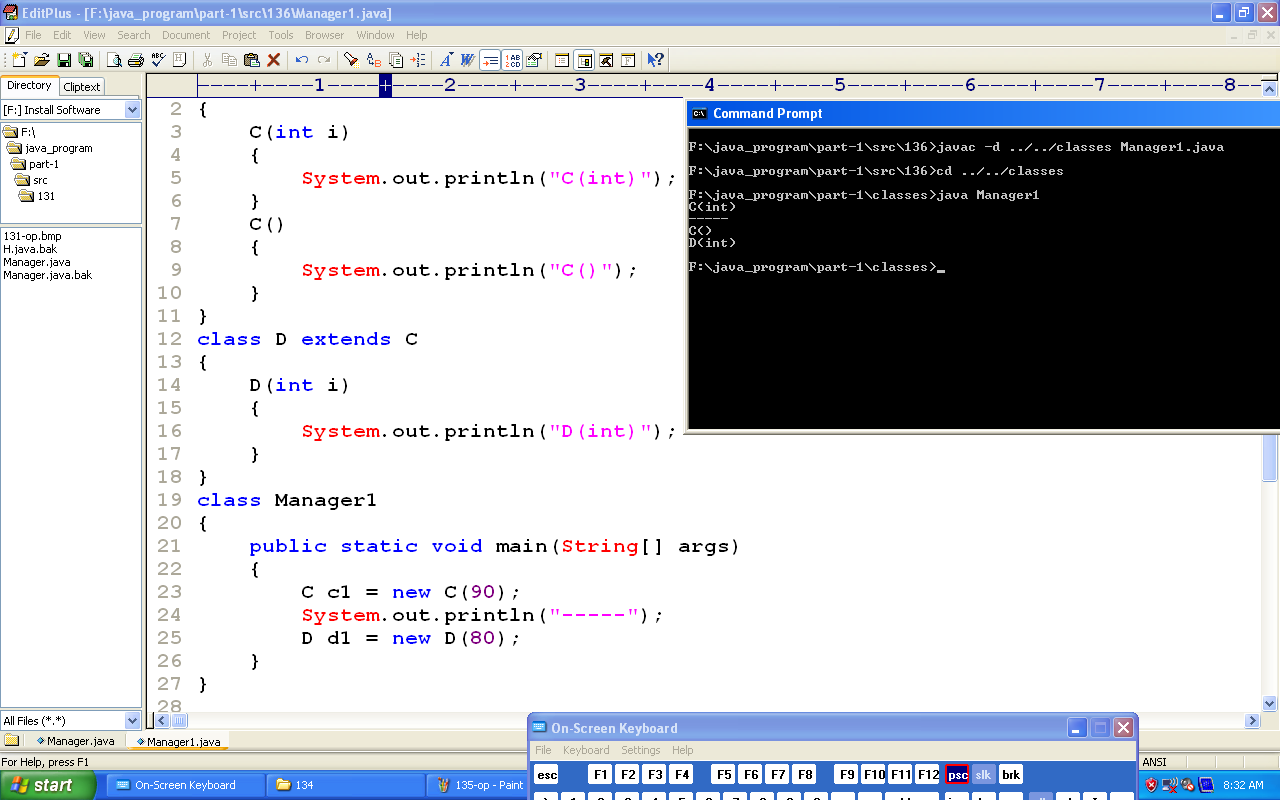 EditPlus - [F:\java_program\part-1\src\136\Manager1.java]
File Edit View Search Document Project Tools Browser Window Help
Directory Cliptext
----+----1----+----2----+----3----+----4----+----5----+----6----+----7----+----8
[F:] Install Software
F:\
java_program
part-1
src
131
131-op.bmp
H.java.bak
Manager.java
Manager.java.bak
All Files (*.*)
2 {
3 C(int i)
4 {
5 System.out.println("C(int)");
6 }
7 C()
8 {
9 System.out.println("C()");
10 }
11 }
12 class D extends C
13 {
14 D(int i)
15 {
16 System.out.println("D(int)");
17 }
18 }
19 class Manager1
20 {
21 public static void main(String[] args)
22 {
23 C c1 = new C(90);
24 System.out.println("-----");
25 D d1 = new D(80);
26 }
27 }
28
Command Prompt
F:\java_program\part-1\src\136>javac -d ../../classes Manager1.java
F:\java_program\part-1\src\136>cd ../../classes
F:\java_program\part-1\classes>java Manager1
C(int)
-----
C()
D(int)
F:\java_program\part-1\classes>_
Manager.java Manager1.java
For Help, press F1
ANSI
On-Screen Keyboard
File Keyboard Settings Help
esc F1 F2 F3 F4 F5 F6 F7 F8 F9 F10 F11 F12 psc slk brk
start On-Screen Keyboard 134 135-op - Paint 8:32 AM